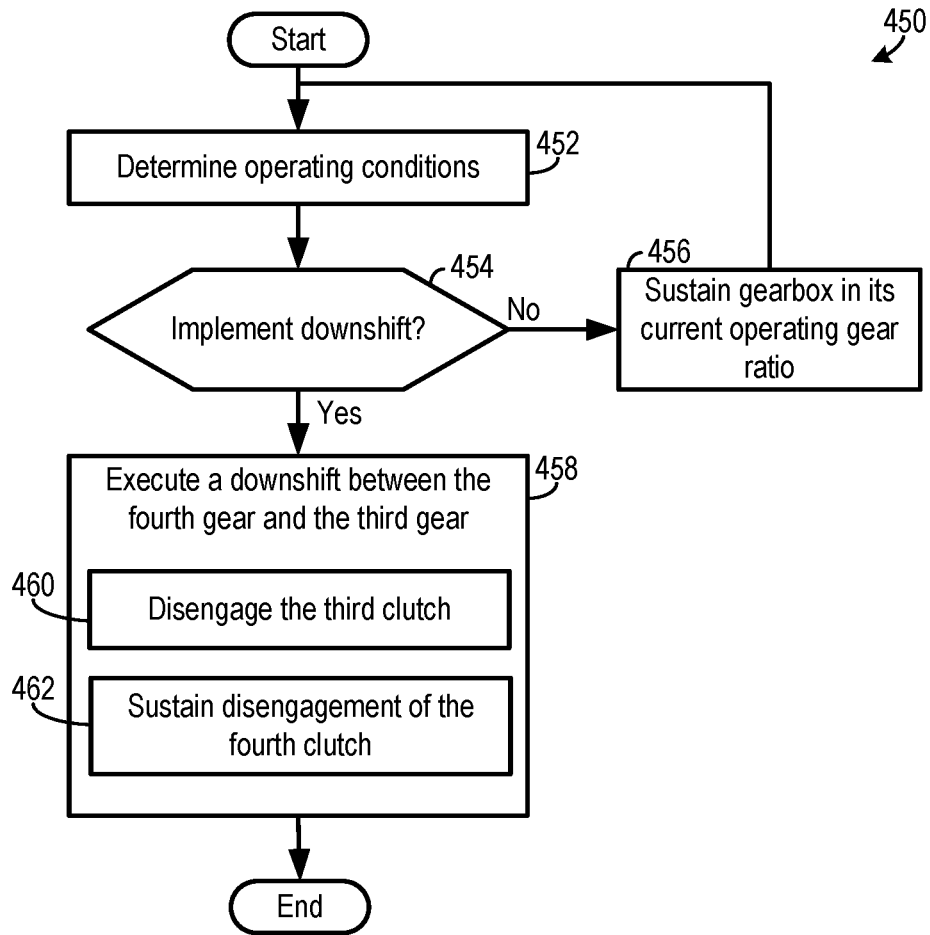 450
Start
Determine operating conditions
452
454
Implement downshift?
No
456
Sustain gearbox in its
current operating gear
ratio
Yes
458
Execute a downshift between the
fourth gear and the third gear
460
Disengage the third clutch
462
Sustain disengagement of the
fourth clutch
End